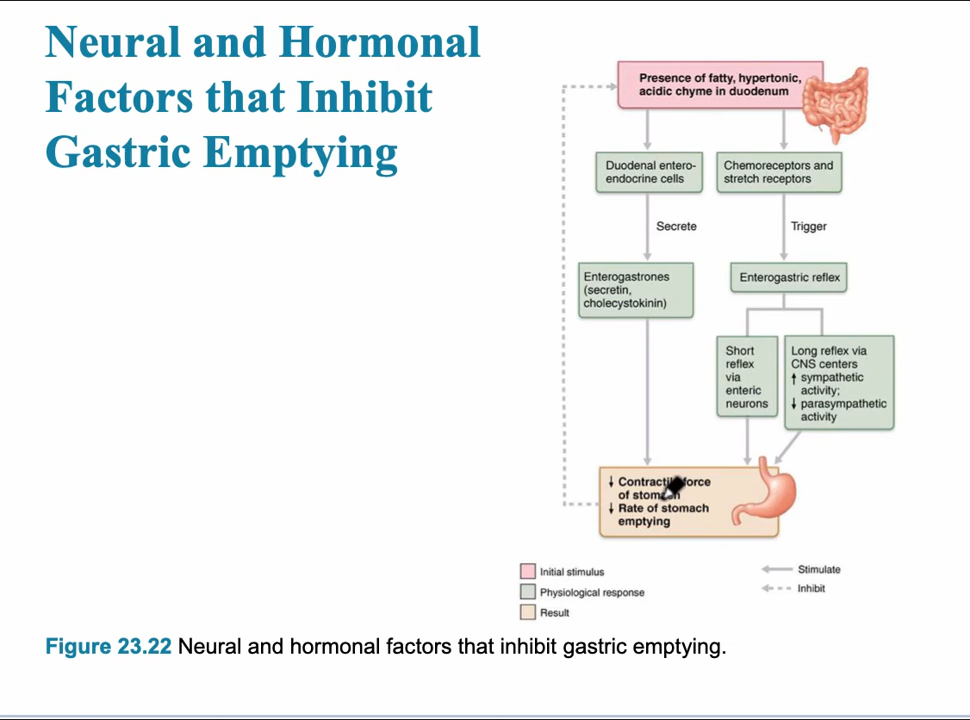 Neural and Hormonal
Factors that Inhibit
Gastric Emptying
Presence of fatty, hypertonic,
acidic chyme in duodenum
Duodenal entero-
endocrine cells
Chemoreceptors and
stretch receptors
Secrete
Trigger
Enterogastrones
(secretin,
cholecystokinin)
Enterogastric reflex
Short
reflex
via
enteric
neurons
Long reflex via
CNS centers
↑ sympathetic
activity;
↓ parasympathetic
activity
↓ Contractile force
of stomach
↓ Rate of stomach
emptying
Initial stimulus
Physiological response
Result
Stimulate
Inhibit
Figure 23.22 Neural and hormonal factors that inhibit gastric emptying.